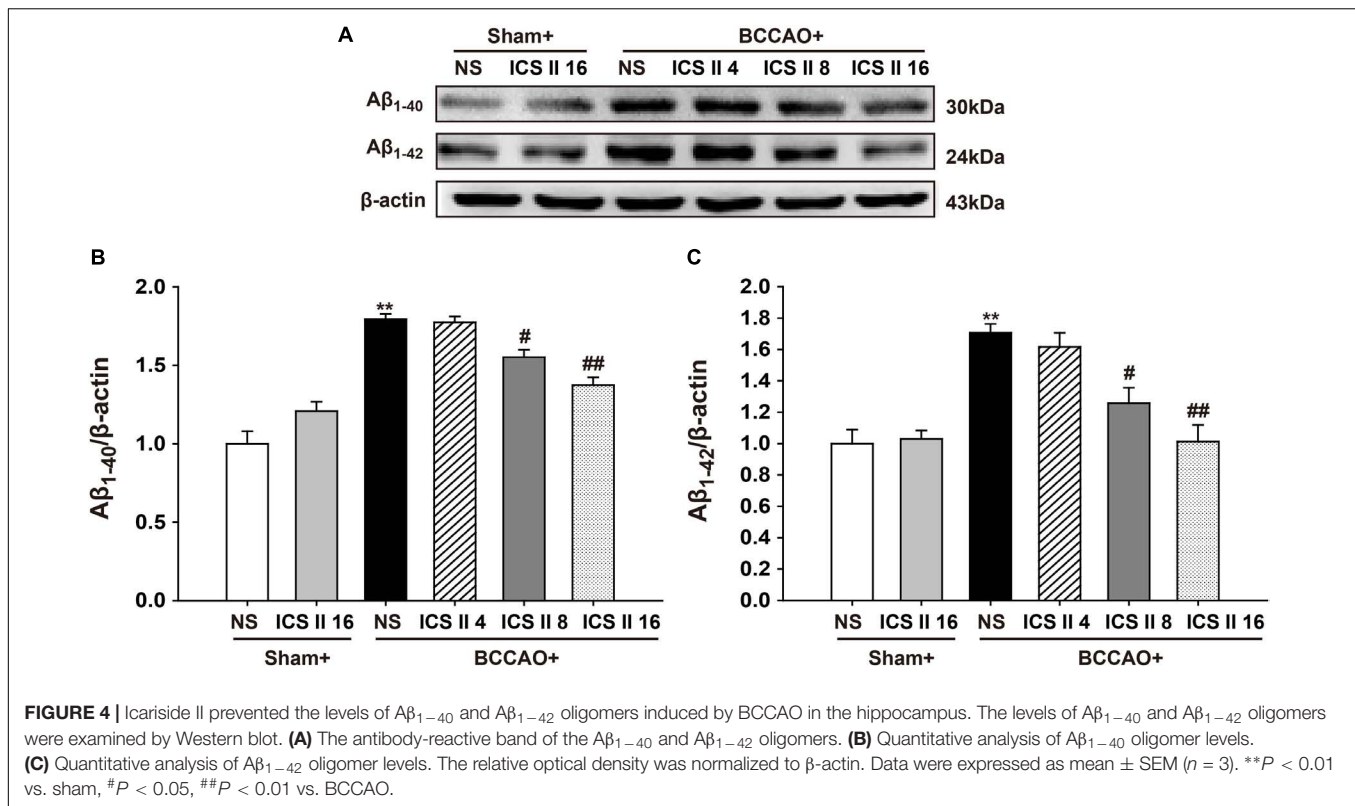 A
Sham+ BCCAO+
NS ICS II 16 NS ICS II 4 ICS II 8 ICS II 16
Aβ1-40 30kDa
Aβ1-42 24kDa
β-actin 43kDa
B
Aβ1-40/β-actin
2.0
1.5
1.0
0.5
0.0
** # ##
NS ICS II 16 NS ICS II 4 ICS II 8 ICS II 16
Sham+ BCCAO+
C
Aβ1-42/β-actin
2.0
1.8
1.6
1.4
1.2
1.0
0.8
0.6
0.4
0.2
0.0
** # ##
NS ICS II 16 NS ICS II 4 ICS II 8 ICS II 16
Sham+ BCCAO+
FIGURE 4 | Icariside II prevented the levels of Aβ1−40 and Aβ1−42 oligomers induced by BCCAO in the hippocampus. The levels of Aβ1−40 and Aβ1−42 oligomers
were examined by Western blot. (A) The antibody-reactive band of the Aβ1−40 and Aβ1−42 oligomers. (B) Quantitative analysis of Aβ1−40 oligomer levels.
(C) Quantitative analysis of Aβ1−42 oligomer levels. The relative optical density was normalized to β-actin. Data were expressed as mean ± SEM (n = 3). **P < 0.01
vs. sham, #P < 0.05, ##P < 0.01 vs. BCCAO.